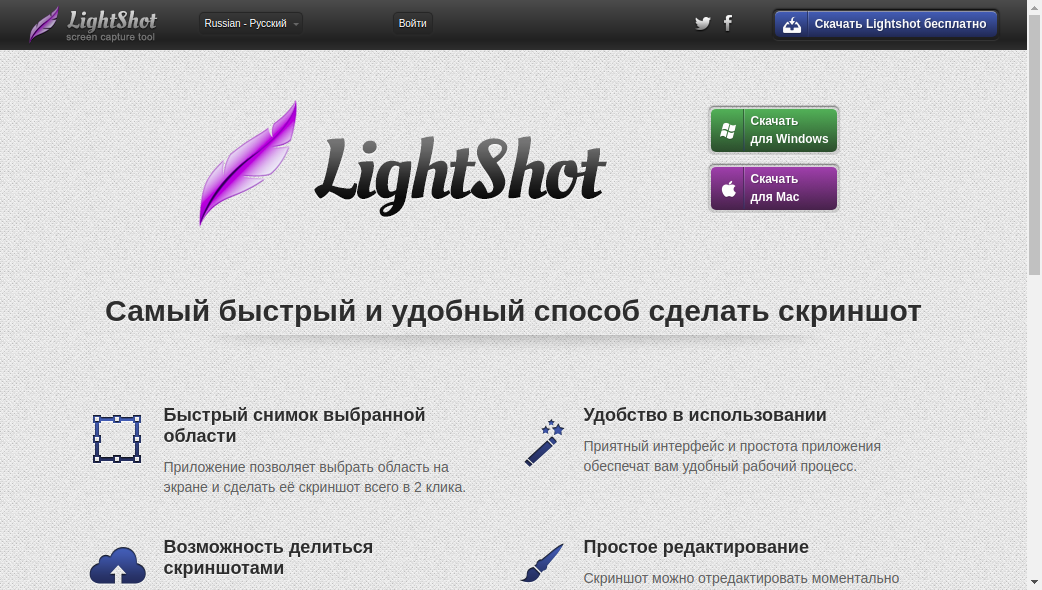 LightShot
screen capture tool
Russian - Русский
Войти
Скачать Lightshot бесплатно
LightShot
Скачать
для Windows
Скачать
для Mac
Самый быстрый и удобный способ сделать скриншот
Быстрый снимок выбранной
области
Приложение позволяет выбрать область на
экране и сделать её скриншот всего в 2 клика.
Удобство в использовании
Приятный интерфейс и простота приложения
обеспечат вам удобный рабочий процесс.
Возможность делиться
скриншотами
Простое редактирование
Скриншот можно отредактировать моментально